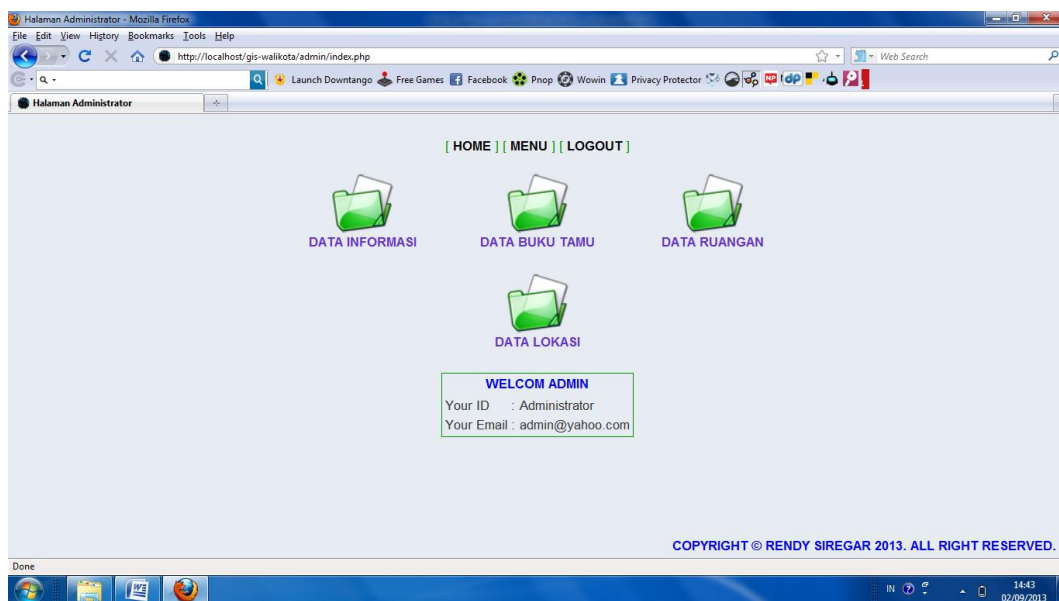 Halaman Administrator - Mozilla Firefox
File Edit View History Bookmarks Tools Help
http://localhost/gis-walikota/admin/index.php
Web Search
Launch Downtango Free Games Facebook Pnop Wowin Privacy Protector
Halaman Administrator
[ HOME ] [ MENU ] [ LOGOUT ]
DATA INFORMASI DATA BUKU TAMU DATA RUANGAN
DATA LOKASI
WELCOM ADMIN
Your ID : Administrator
Your Email : admin@yahoo.com
COPYRIGHT © RENDY SIREGAR 2013. ALL RIGHT RESERVED.
Done
IN 14:43
02/09/2013